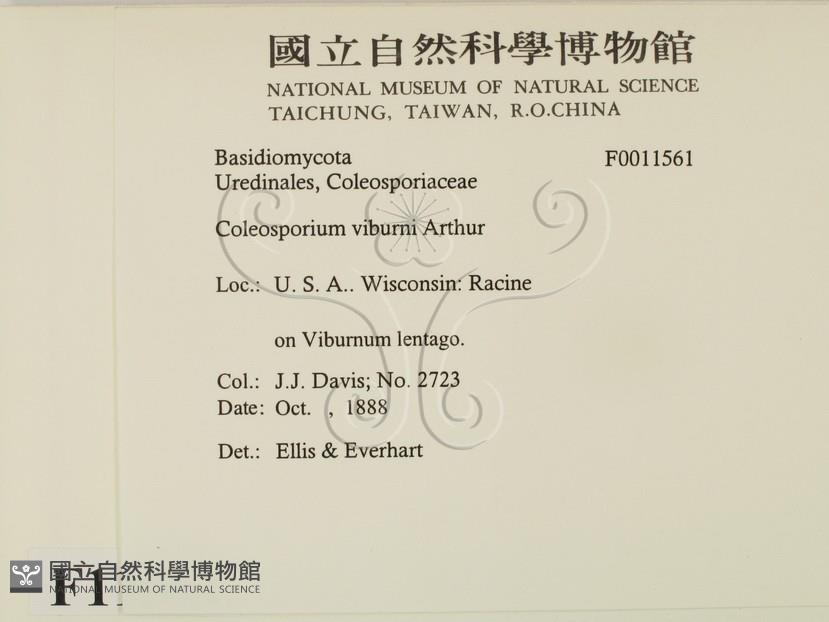 國立自然科學博物館
NATIONAL MUSEUM OF NATURAL SCIENCE
TAICHUNG, TAIWAN, R.O.CHINA
Basidiomycota F0011561
Uredinales, Coleosporiaceae
Coleosporium viburni Arthur
Loc.: U. S. A.. Wisconsin: Racine
on Viburnum lentago.
Col.: J.J. Davis; No. 2723
Date: Oct. , 1888
Det.: Ellis & Everhart
國立自然科學博物館
NATIONAL MUSEUM OF NATURAL SCIENCE